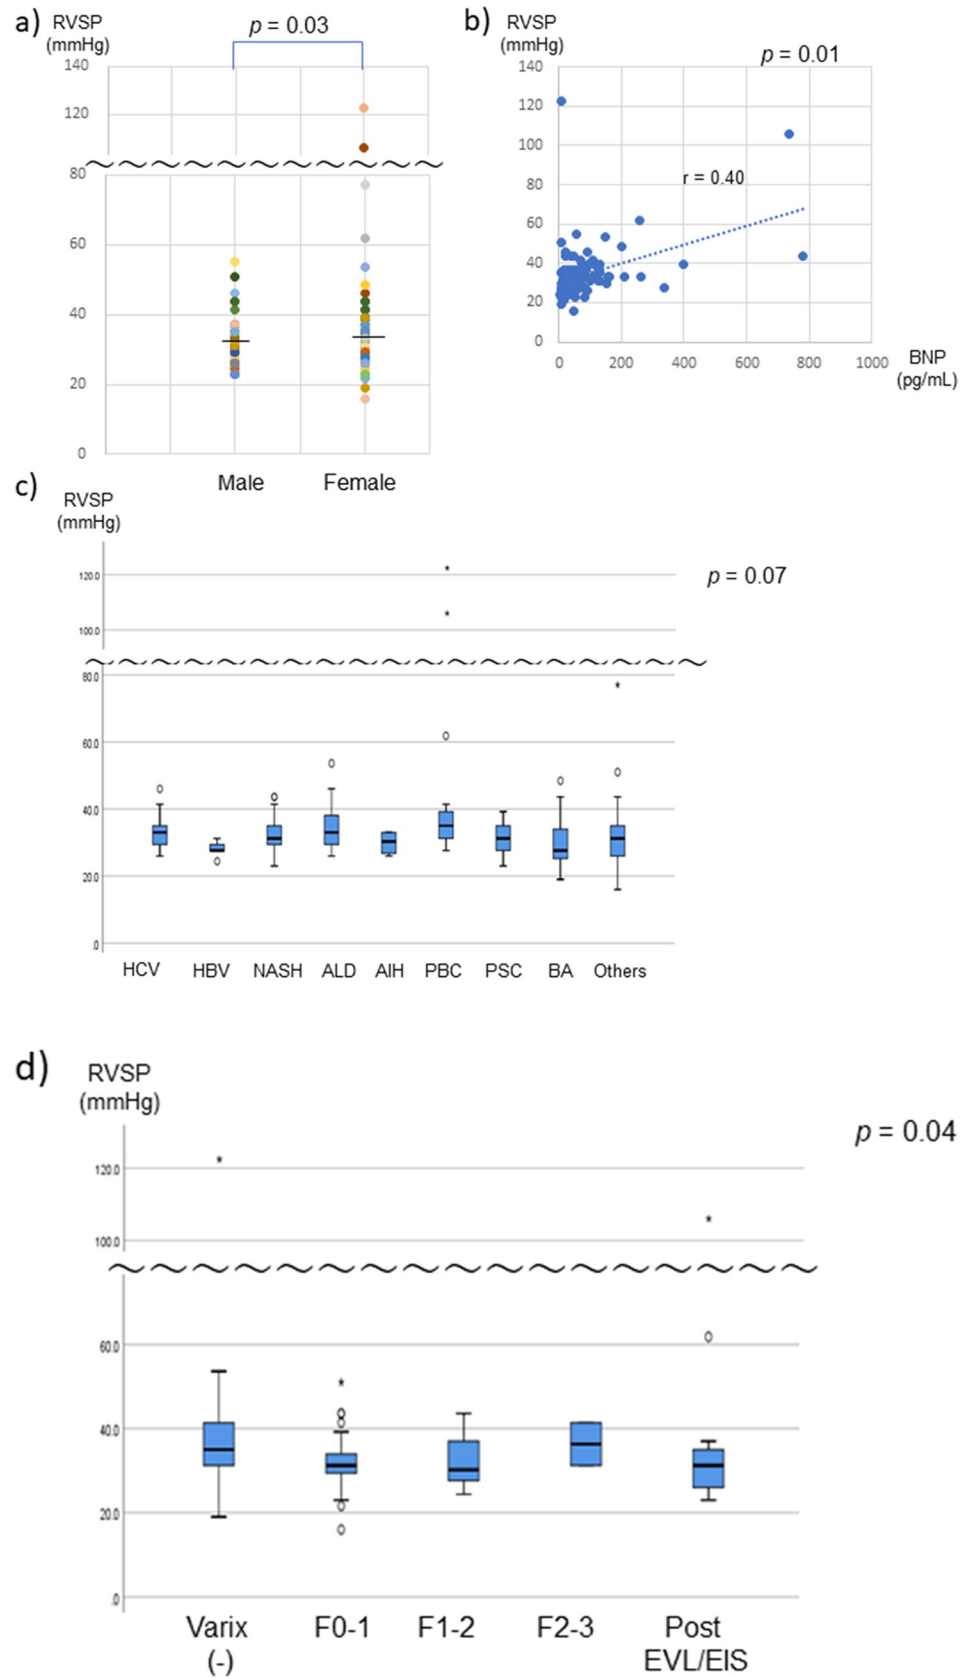 a)
RVSP
(mmHg)
p = 0.03
140
120
80
60
40
20
0
Male
Female
b)
RVSP
(mmHg)
p = 0.01
140
120
100
80
60
40
20
0
r = 0.40
0 200 400 600 800 1000
BNP
(pg/mL)
c)
RVSP
(mmHg)
p = 0.07
120.0
100.0
80.0
60.0
40.0
20.0
.0
HCV HBV NASH ALD AIH PBC PSC BA Others
d)
RVSP
(mmHg)
p = 0.04
120.0
100.0
60.0
40.0
20.0
.0
Varix F0-1 F1-2 F2-3 Post
(-) EVL/EIS